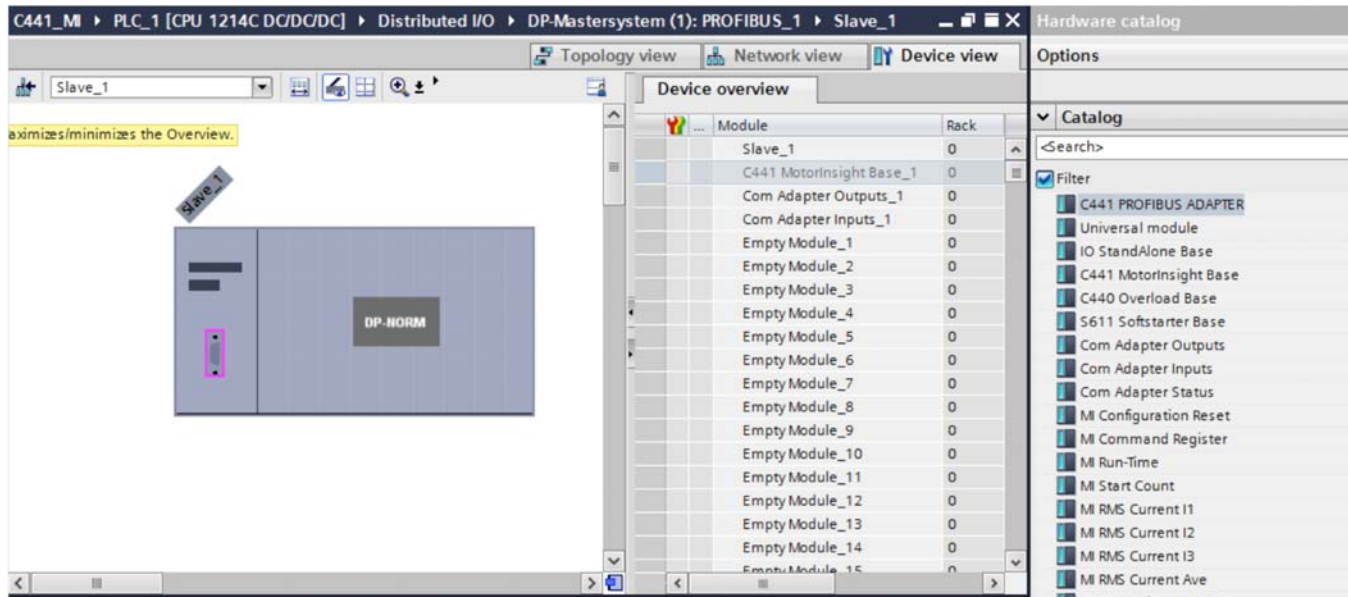 C441_MI ▸ PLC_1 [CPU 1214C DC/DC/DC] ▸ Distributed I/O ▸ DP-Mastersystem (1): PROFIBUS_1 ▸ Slave_1
Topology view
Network view
Device view
Slave_1
aximizes/minimizes the Overview.
Slave_1
DP-NORM
Device overview
... Module Rack
Slave_1 0
C441 MotorInsight Base_1 0
Com Adapter Outputs_1 0
Com Adapter Inputs_1 0
Empty Module_1 0
Empty Module_2 0
Empty Module_3 0
Empty Module_4 0
Empty Module_5 0
Empty Module_6 0
Empty Module_7 0
Empty Module_8 0
Empty Module_9 0
Empty Module_10 0
Empty Module_11 0
Empty Module_12 0
Empty Module_13 0
Empty Module_14 0
Empty Module_15 0
Hardware catalog
Options
Catalog
<Search>
Filter
C441 PROFIBUS ADAPTER
Universal module
IO StandAlone Base
C441 MotorInsight Base
C440 Overload Base
S611 Softstarter Base
Com Adapter Outputs
Com Adapter Inputs
Com Adapter Status
MI Configuration Reset
MI Command Register
MI Run-Time
MI Start Count
MI RMS Current I1
MI RMS Current I2
MI RMS Current I3
MI RMS Current Ave